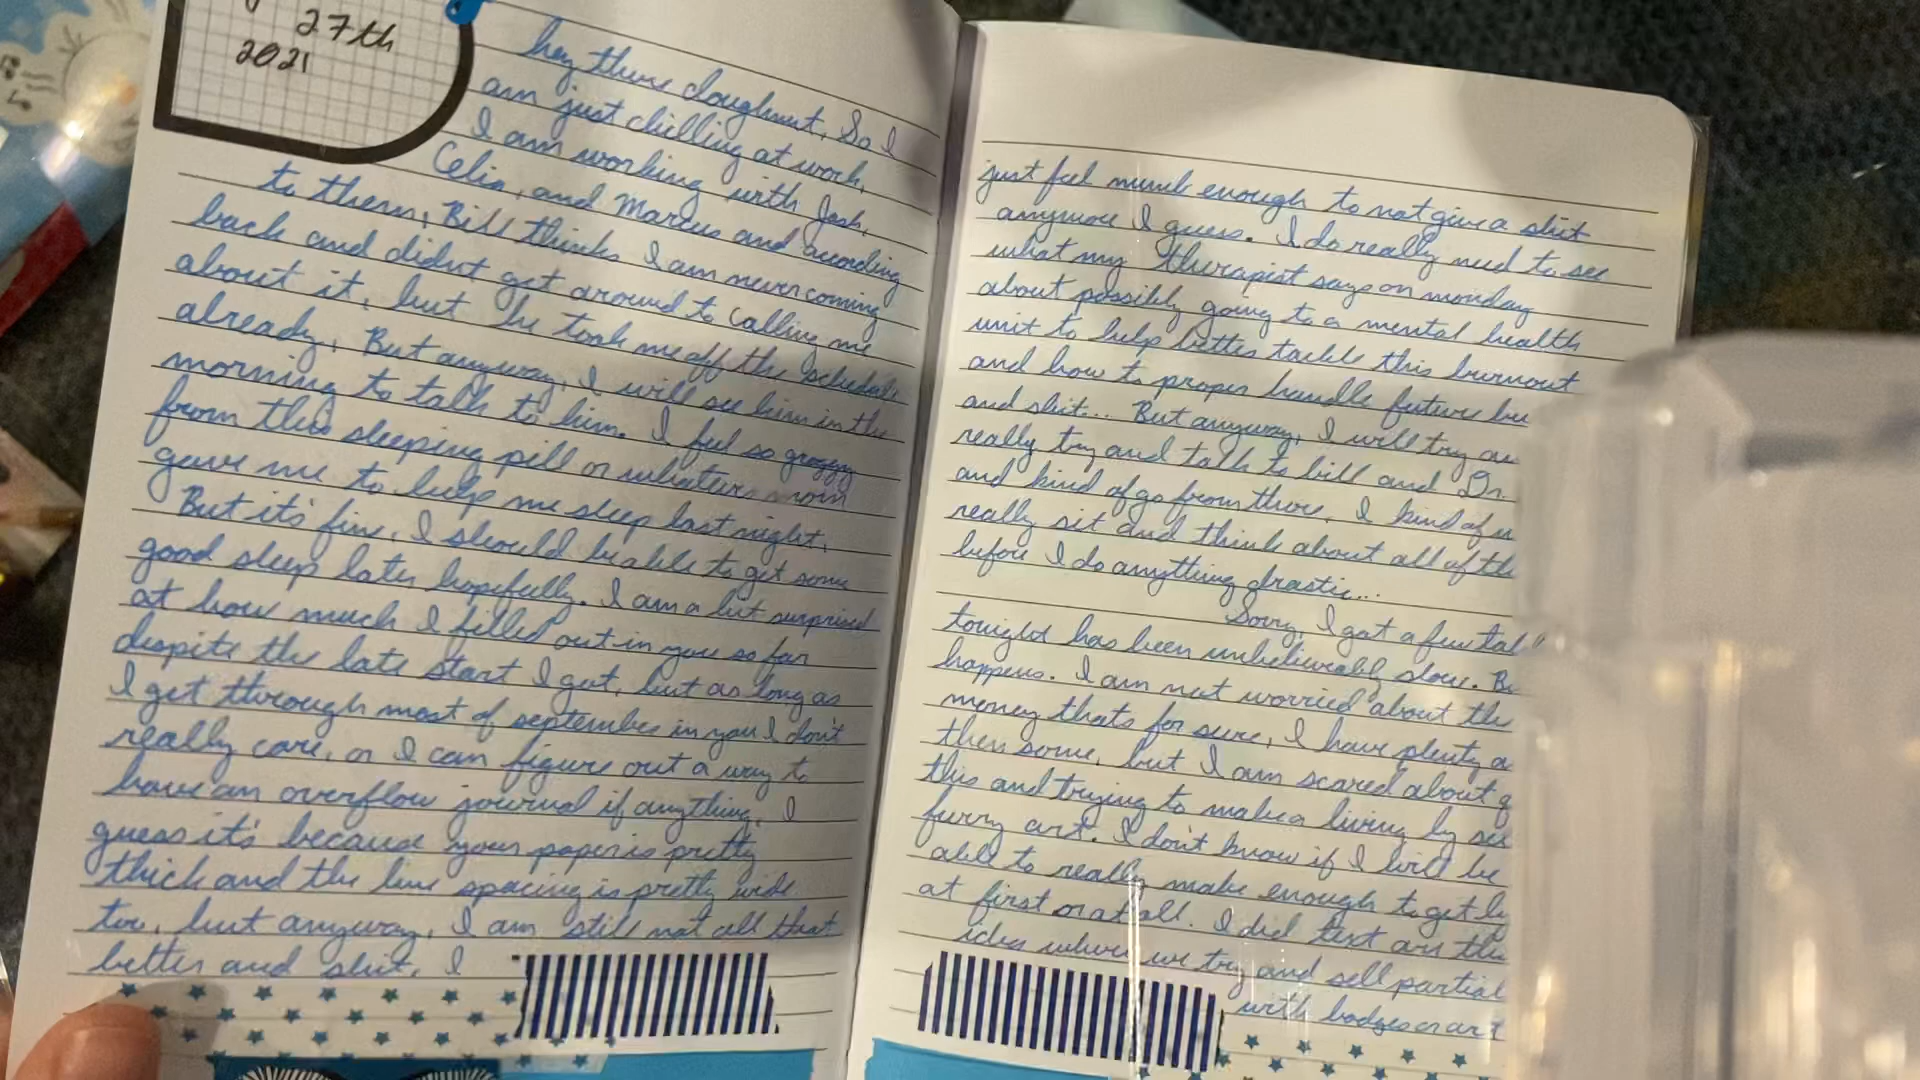 27th
2021
hey there doughnut, So I
am just chilling at work,
I am working with Josh,
Celia, and Marcus and according
to them, Bill thinks I am never coming
back and didnt get around to calling me
about it, but he took me off the schedule
already, But anyway, I will see him in the
morning to talk to him. I feel so groggy
from this sleeping pill or whatever mom
gave me to help me sleep last night,
But it's fine, I should be able to get some
good sleep later hopefully. I am a bit surprised
at how much I filled out in you so far
despite the late start I got, but as long as
I get through most of september in you I don't
really care, or I can figure out a way to
have an overflow journal if anything, I
guess it's because your paper is pretty
thick and the line spacing is pretty wide
too, but anyway, I am still not all that
better and shit, I
just feel numb enough to not give a shit
anymore I guess. I do really need to see
what my therapist says on monday
about possibly going to a mental health
unit to help better tackle this burnout
and how to proper handle future bu
and shit... But anyway, I will try an
really try and talk to bill and Dr.
and kind of go from there, I kind of
really sit and think about all of th
before I do anything drastic...
Sorry, I got a few tab
tonight has been unbelievably slow. Bu
happens. I am not worried about the
money thats for sure, I have plenty a
then some, but I am scared about q
this and trying to make a living by
furry art. I don't know if I will be
able to really make enough to get by
at first or at all. I did text an the
idea where we try and sell partial
with badges or art